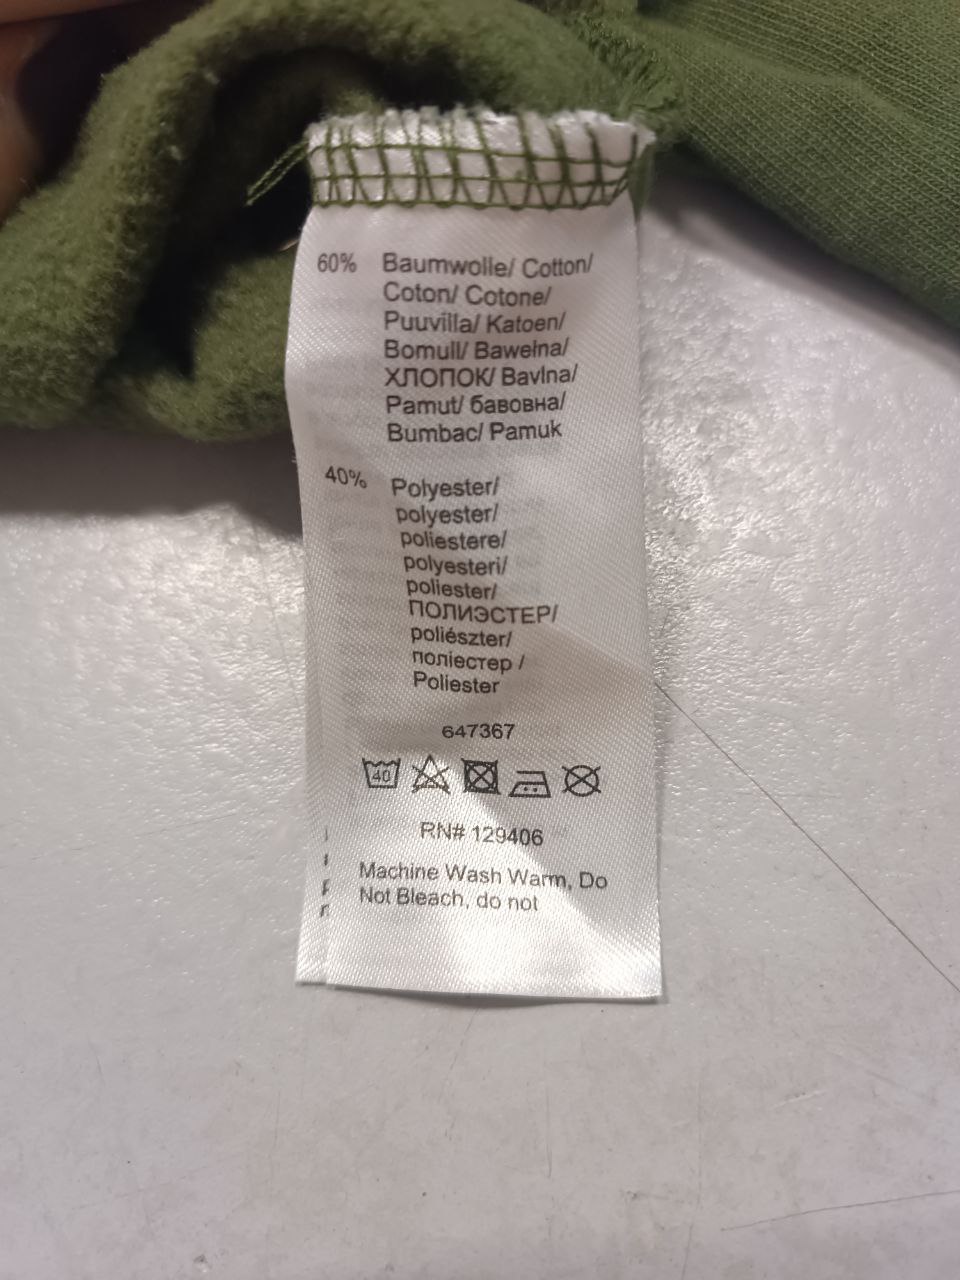 60% Baumwolle/ Cotton/
Coton/ Cotone/
Puuvilla/ Katoen/
Bomull/ Bawełna/
ХЛОПОК/ Bavlna/
Pamut/ бавовна/
Bumbac/ Pamuk
40% Polyester/
polyester/
poliestere/
polyesteri/
poliester/
ПОЛИЭСТЕР/
poliészter/
поліестер /
Poliester
647367
40
RN# 129406
Machine Wash Warm, Do
Not Bleach, do not